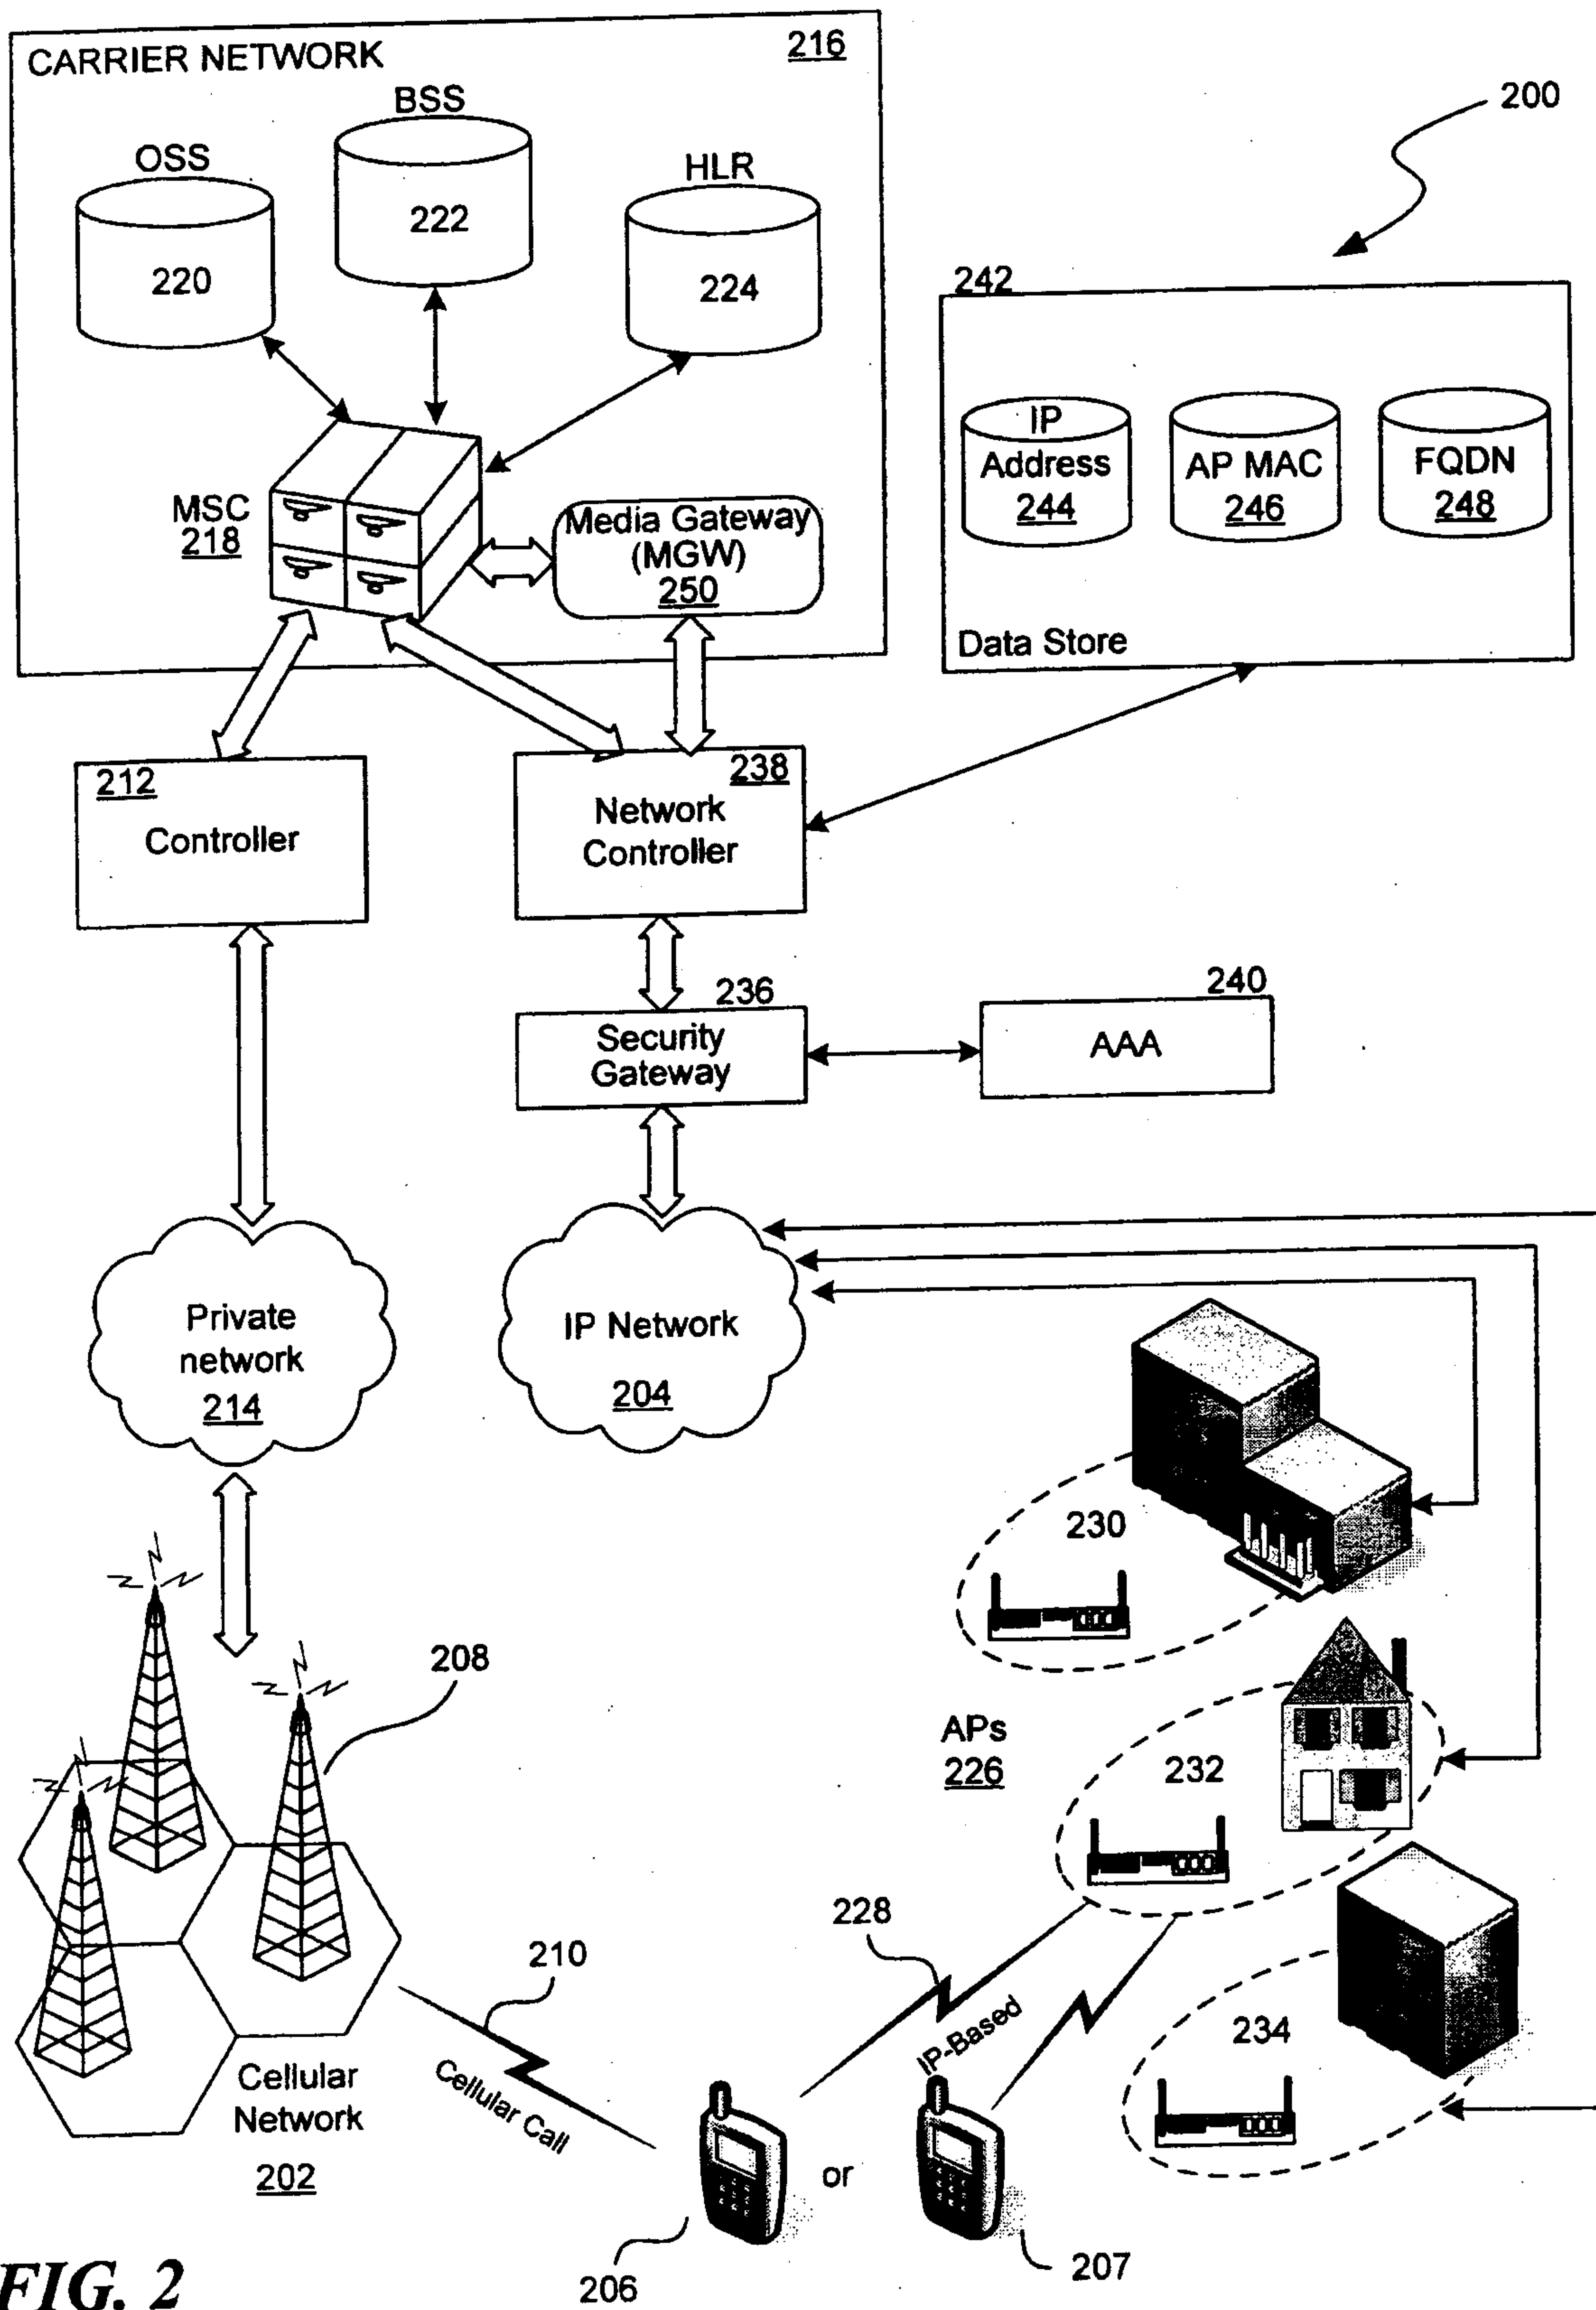 CARRIER NETWORK
216
BSS
222
OSS
220
HLR
224
200
242
IP
Address
244
AP MAC
246
FQDN
248
Data Store
MSC
218
Media Gateway
(MGW)
250
212
Controller
238
Network
Controller
236
Security
Gateway
240
AAA
Private
network
214
IP Network
204
230
208
APs
226
232
228
210
Cellular Call
IP-Based
234
Cellular
Network
202
or
206
207
FIG. 2